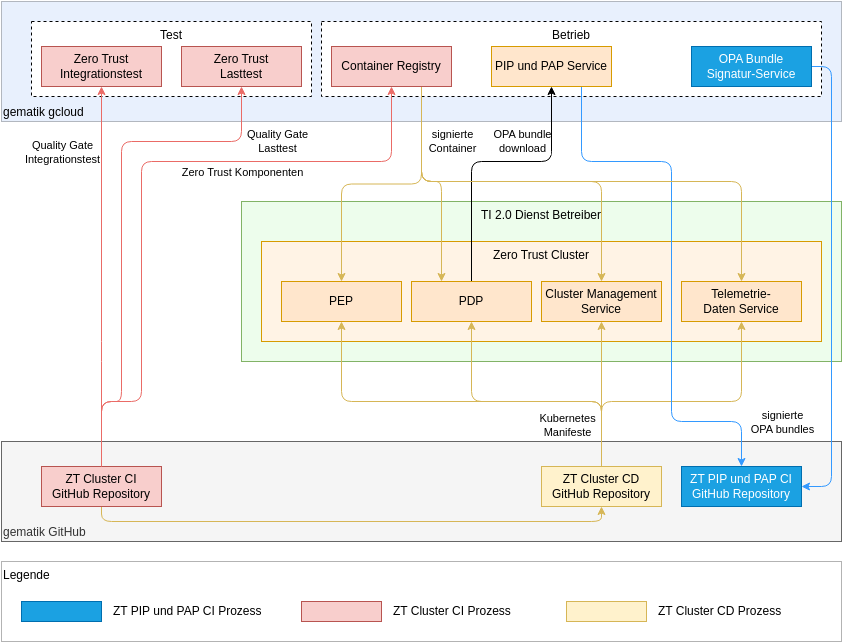 Test
Betrieb
Zero Trust
Integrationstest
Zero Trust
Lasttest
Container Registry
PIP und PAP Service
OPA Bundle
Signatur-Service
gematik gcloud
Quality Gate
Integrationstest
Quality Gate
Lasttest
signierte
Container
OPA bundle
download
Zero Trust Komponenten
TI 2.0 Dienst Betreiber
Zero Trust Cluster
PEP
PDP
Cluster Management
Service
Telemetrie-
Daten Service
Kubernetes
Manifeste
signierte
OPA bundles
ZT Cluster CI
GitHub Repository
ZT Cluster CD
GitHub Repository
ZT PIP und PAP CI
GitHub Repository
gematik GitHub
Legende
ZT PIP und PAP CI Prozess
ZT Cluster CI Prozess
ZT Cluster CD Prozess